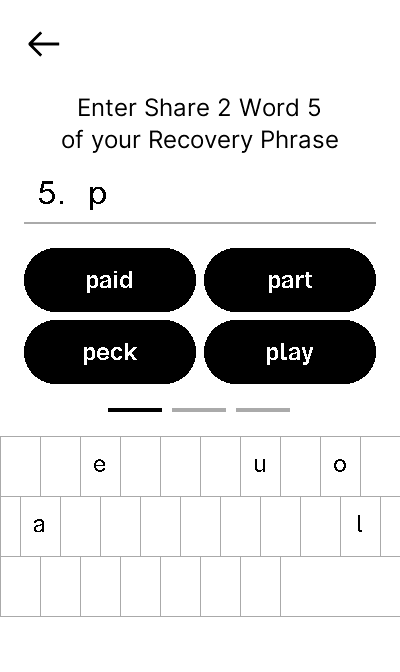 Enter Share 2 Word 5
of your Recovery Phrase
5. p
paid part
peck play
e u o
a l